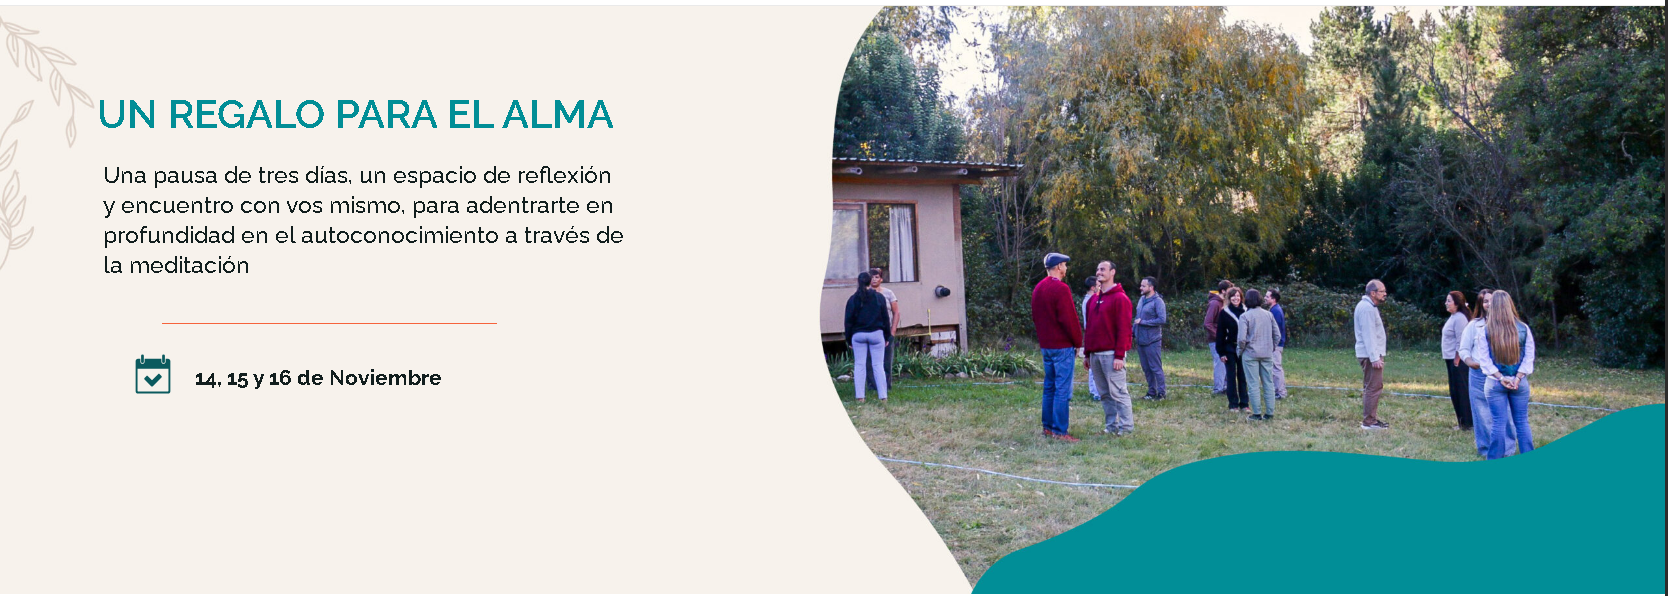 UN REGALO PARA EL ALMA
Una pausa de tres días, un espacio de reflexión
y encuentro con vos mismo, para adentrarte en
profundidad en el autoconocimiento a través de
la meditación
14, 15 y 16 de Noviembre